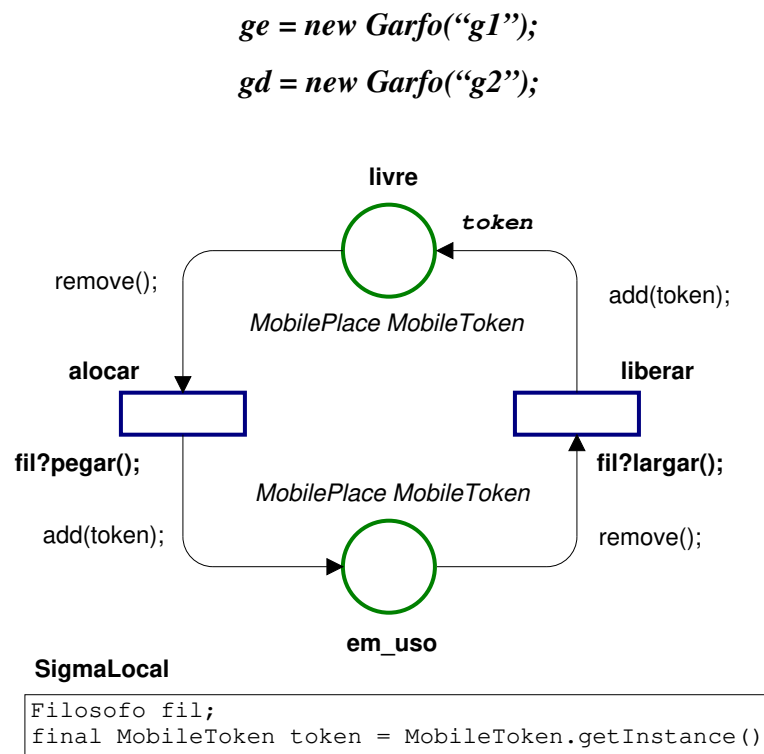 ge = new Garfo(“g1”);
gd = new Garfo(“g2”);
livre
token
remove();
add(token);
MobilePlace MobileToken
alocar
liberar
fil?pegar();
fil?largar();
MobilePlace MobileToken
add(token);
remove();
em_uso
SigmaLocal
Filosofo fil;
final MobileToken token = MobileToken.getInstance()